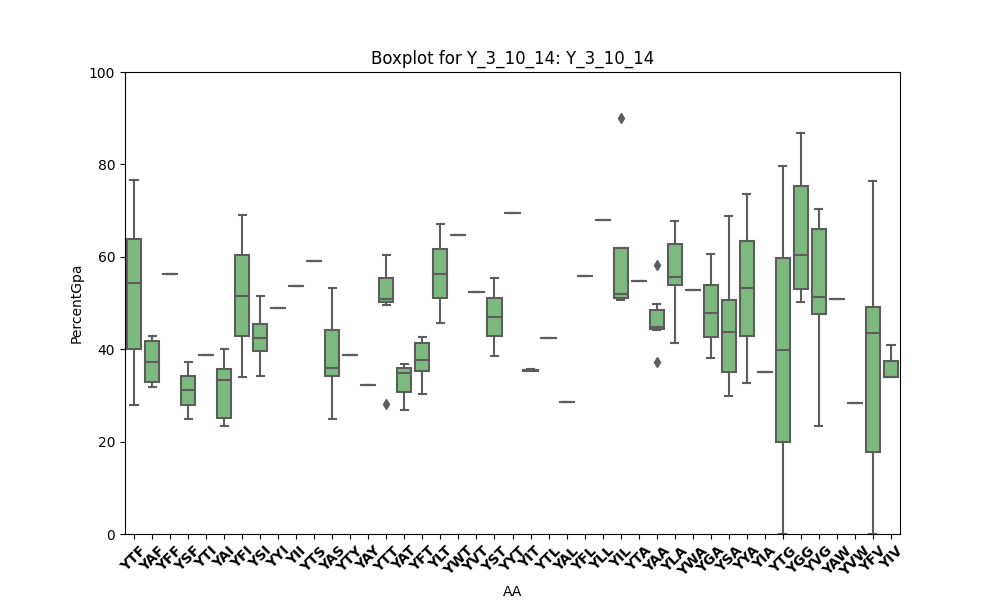 Boxplot for Y_3_10_14: Y_3_10_14
100
80
60
40
20
0
PercentGpa
YTF YAF YFF YSF YTI YAI YFI YSI YYI YII YTS YAS YTY YAY YTT YAT YFT YLT YWT YVT YST YYT YIT YTL YAL YFL YLL YIL YTA YAA YLA YWA YGA YSA YYA YIA YTG YGG YVG YAW YVW YFV YIV
AA